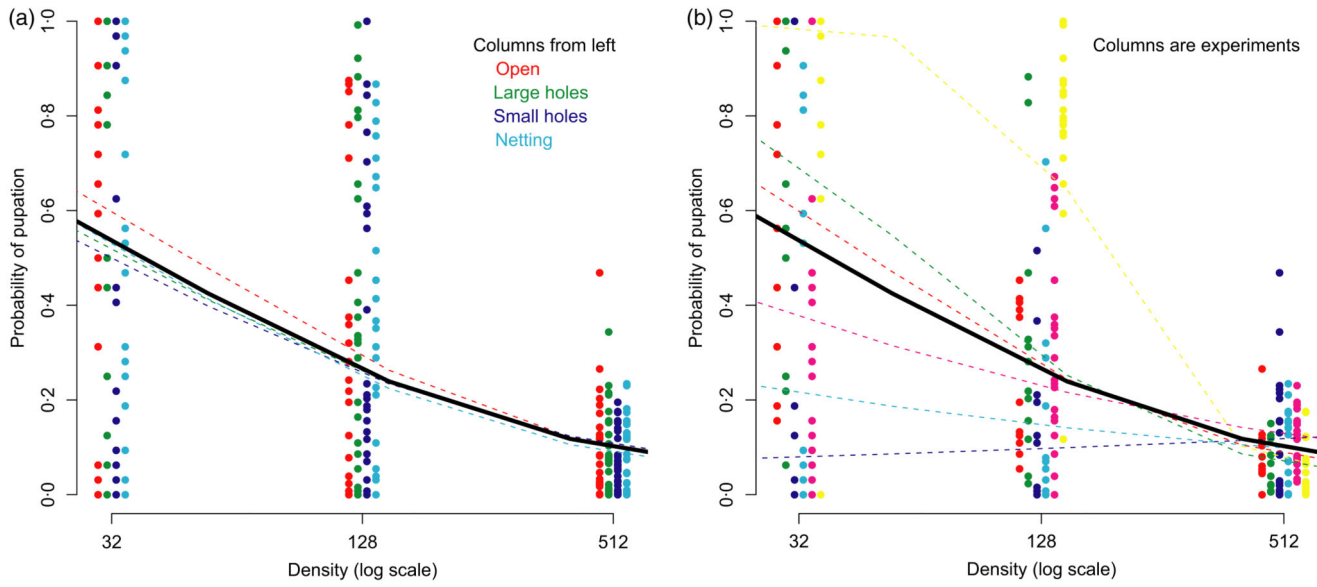 (a)
Columns from left
Open
Large holes
Small holes
Netting
Probability of pupation
1·0
0·8
0·6
0·4
0·2
0·0
32
128
512
Density (log scale)
(b)
Columns are experiments
Probability of pupation
1·0
0·8
0·6
0·4
0·2
0·0
32
128
512
Density (log scale)